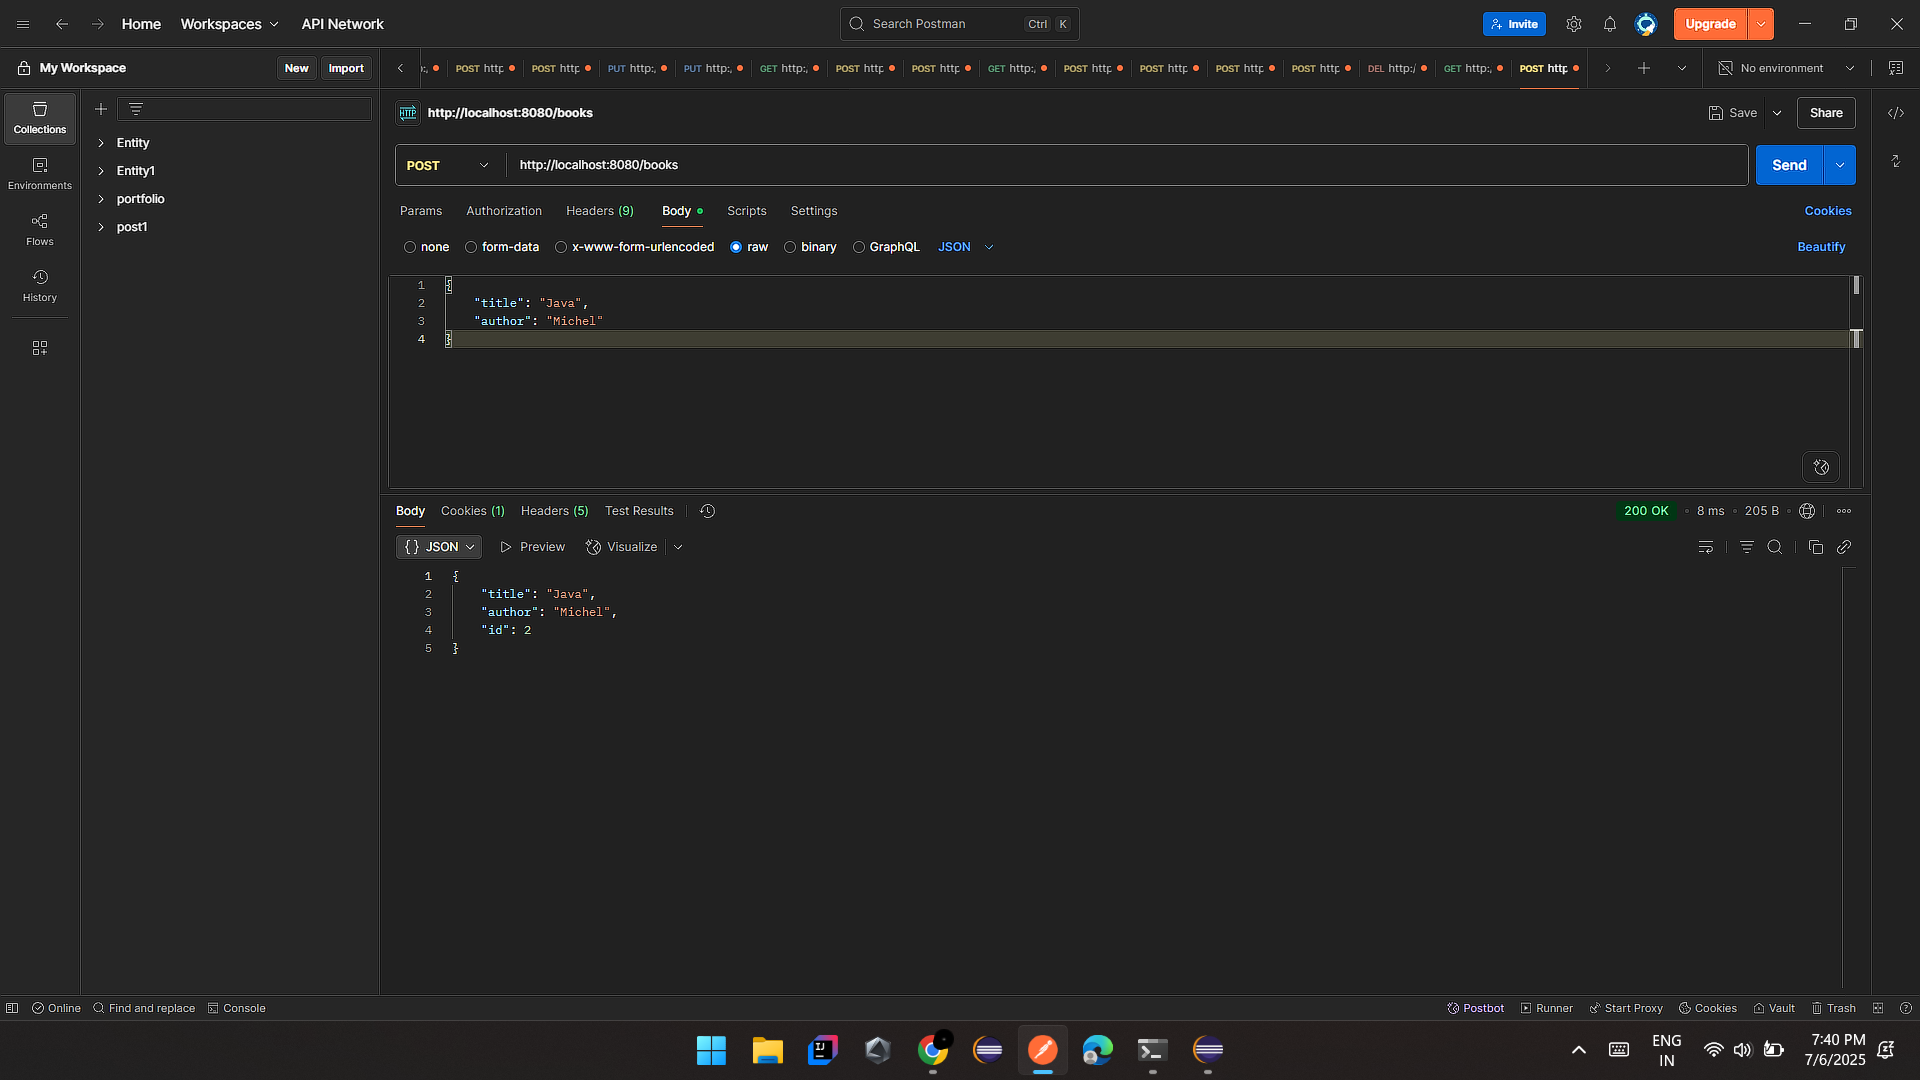 Home
Workspaces
API Network
Search Postman
Ctrl K
Invite
Upgrade
My Workspace
New
Import
POST http
POST http
PUT http:
PUT http:
GET http:
POST http
POST http
GET http:
POST http
POST http
POST http
POST http
DEL http:/
GET http:
POST http
No environment
Collections
Environments
Flows
History
Entity
Entity1
portfolio
post1
HTTP
http://localhost:8080/books
Save
Share
POST
http://localhost:8080/books
Send
Params
Authorization
Headers (9)
Body
Scripts
Settings
Cookies
none
form-data
x-www-form-urlencoded
raw
binary
GraphQL
JSON
Beautify
1 {
2 "title": "Java",
3 "author": "Michel"
4 }
Body
Cookies (1)
Headers (5)
Test Results
200 OK
8 ms
205 B
{} JSON
Preview
Visualize
1 {
2 "title": "Java",
3 "author": "Michel",
4 "id": 2
5 }
Online
Find and replace
Console
Postbot
Runner
Start Proxy
Cookies
Vault
Trash
IJ
ENG
IN
7:40 PM
7/6/2025